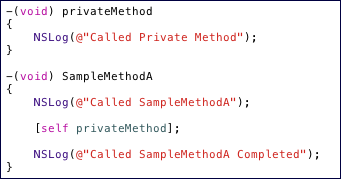 -(void) privateMethod
{
    NSLog(@"Called Private Method");
}
-(void) SampleMethodA
{
    NSLog(@"Called SampleMethodA");
    [self privateMethod];
    NSLog(@"Called SampleMethodA Completed");
}